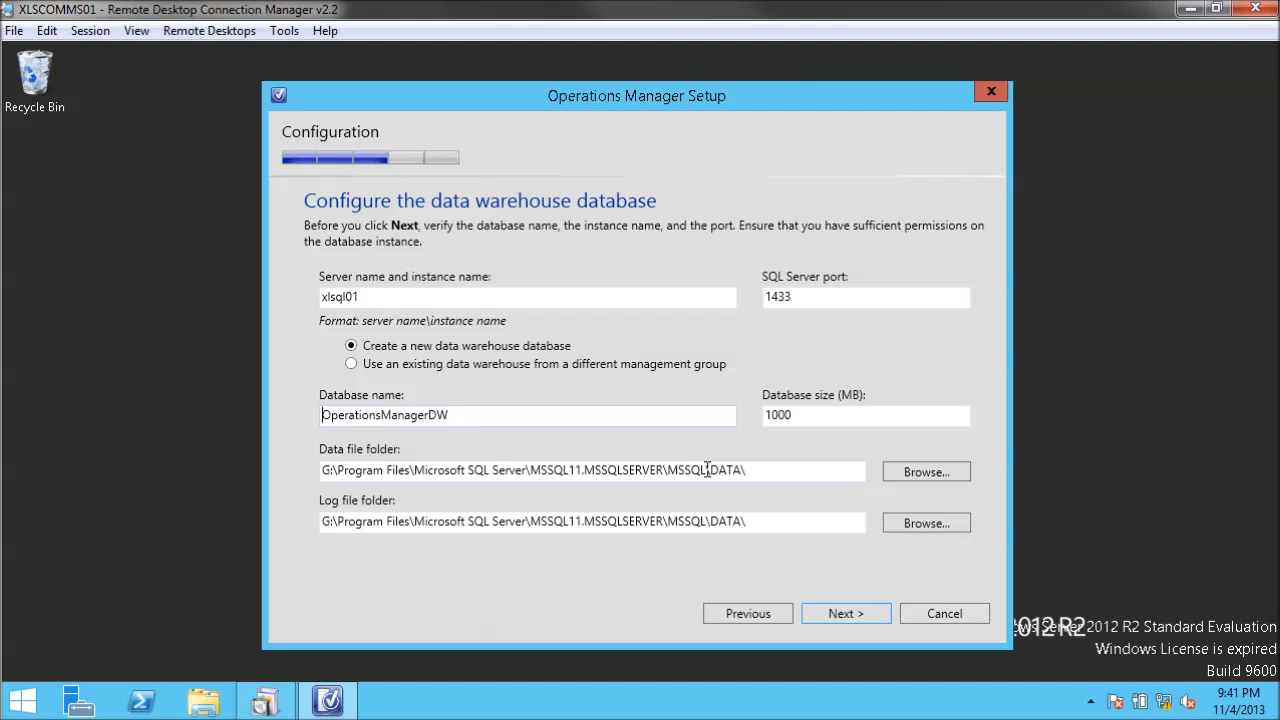 XLSCOMMS01 - Remote Desktop Connection Manager v2.2
File Edit Session View Remote Desktops Tools Help
Recycle Bin
Operations Manager Setup
Configuration
Configure the data warehouse database
Before you click Next, verify the database name, the instance name, and the port. Ensure that you have sufficient permissions on
the database instance.
Server name and instance name: SQL Server port:
xlsql01 1433
Format: server name\instance name
Create a new data warehouse database
Use an existing data warehouse from a different management group
Database name: Database size (MB):
OperationsManagerDW 1000
Data file folder:
G:\Program Files\Microsoft SQL Server\MSSQL11.MSSQLSERVER\MSSQL\DATA\ Browse...
Log file folder:
G:\Program Files\Microsoft SQL Server\MSSQL11.MSSQLSERVER\MSSQL\DATA\ Browse...
Previous Next > Cancel
2012 R2
2012 R2 Standard Evaluation
Windows License is expired
Build 9600
9:41 PM
11/4/2013